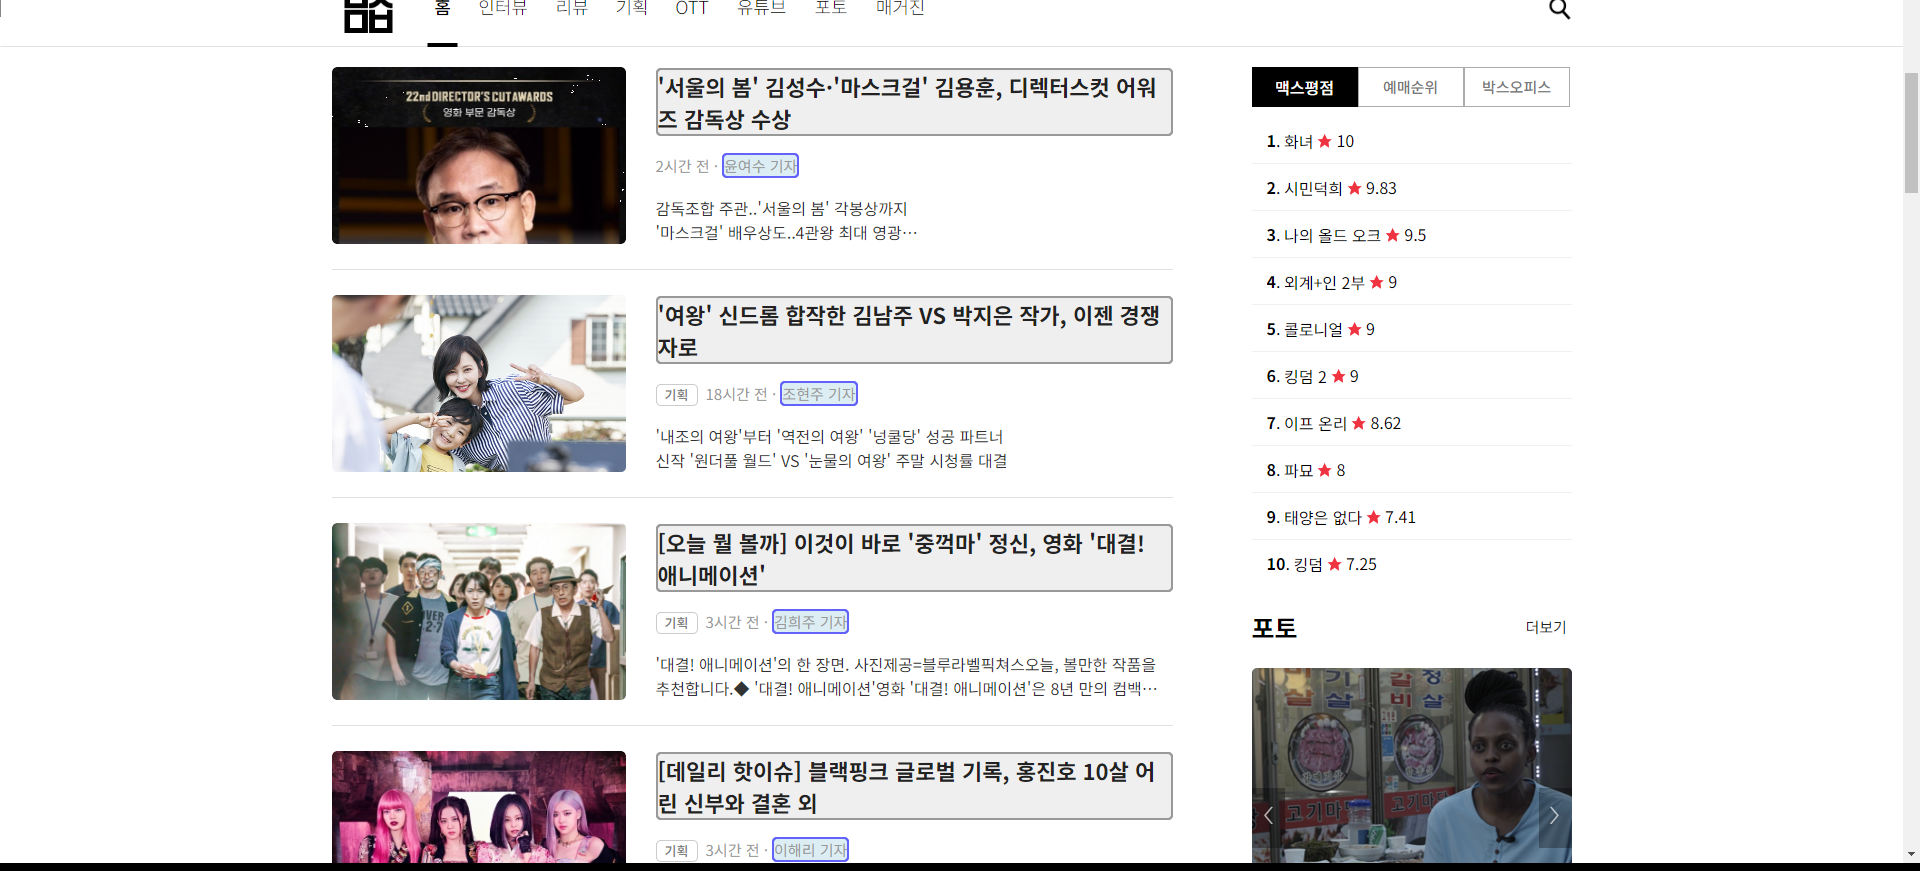 홈 인터뷰 리뷰 기획 OTT 유튜브 포토 매거진
22nd DIRECTOR'S CUT AWARDS
영화 부문 감독상
'서울의 봄' 김성수·'마스크걸' 김용훈, 디렉터스컷 어워
즈 감독상 수상
2시간 전 · 윤여수 기자
감독조합 주관..'서울의 봄' 각봉상까지
'마스크걸' 배우상도..4관왕 최대 영광…
'여왕' 신드롬 합작한 김남주 VS 박지은 작가, 이젠 경쟁
자로
기획 18시간 전 · 조현주 기자
'내조의 여왕'부터 '역전의 여왕' '넝쿨당' 성공 파트너
신작 '원더풀 월드' VS '눈물의 여왕' 주말 시청률 대결
[오늘 뭘 볼까] 이것이 바로 '중꺽마' 정신, 영화 '대결!
애니메이션'
기획 3시간 전 · 김희주 기자
'대결! 애니메이션'의 한 장면. 사진제공=블루라벨픽쳐스오늘, 볼만한 작품을
추천합니다.◆ '대결! 애니메이션'영화 '대결! 애니메이션'은 8년 만의 컴백…
[데일리 핫이슈] 블랙핑크 글로벌 기록, 홍진호 10살 어
린 신부와 결혼 외
기획 3시간 전 · 이해리 기자
맥스평점 예매순위 박스오피스
1. 화녀 ★ 10
2. 시민덕희 ★ 9.83
3. 나의 올드 오크 ★ 9.5
4. 외계+인 2부 ★ 9
5. 콜로니얼 ★ 9
6. 킹덤 2 ★ 9
7. 이프 온리 ★ 8.62
8. 파묘 ★ 8
9. 태양은 없다 ★ 7.41
10. 킹덤 ★ 7.25
포토 더보기